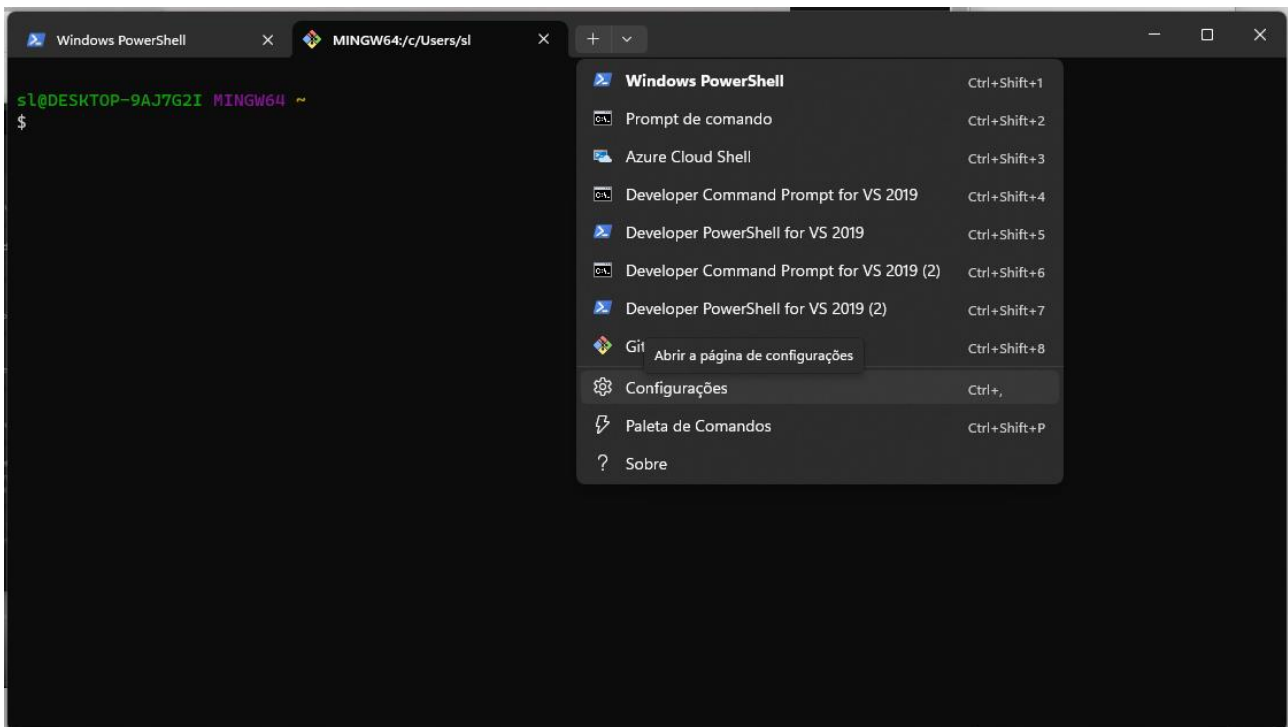 Windows PowerShell
MINGW64:/c/Users/sl
sl@DESKTOP-9AJ7G2I MINGW64 ~
$
Windows PowerShell Ctrl+Shift+1
Prompt de comando Ctrl+Shift+2
Azure Cloud Shell Ctrl+Shift+3
Developer Command Prompt for VS 2019 Ctrl+Shift+4
Developer PowerShell for VS 2019 Ctrl+Shift+5
Developer Command Prompt for VS 2019 (2) Ctrl+Shift+6
Developer PowerShell for VS 2019 (2) Ctrl+Shift+7
Git Ctrl+Shift+8
Abrir a página de configurações
Configurações Ctrl+,
Paleta de Comandos Ctrl+Shift+P
? Sobre